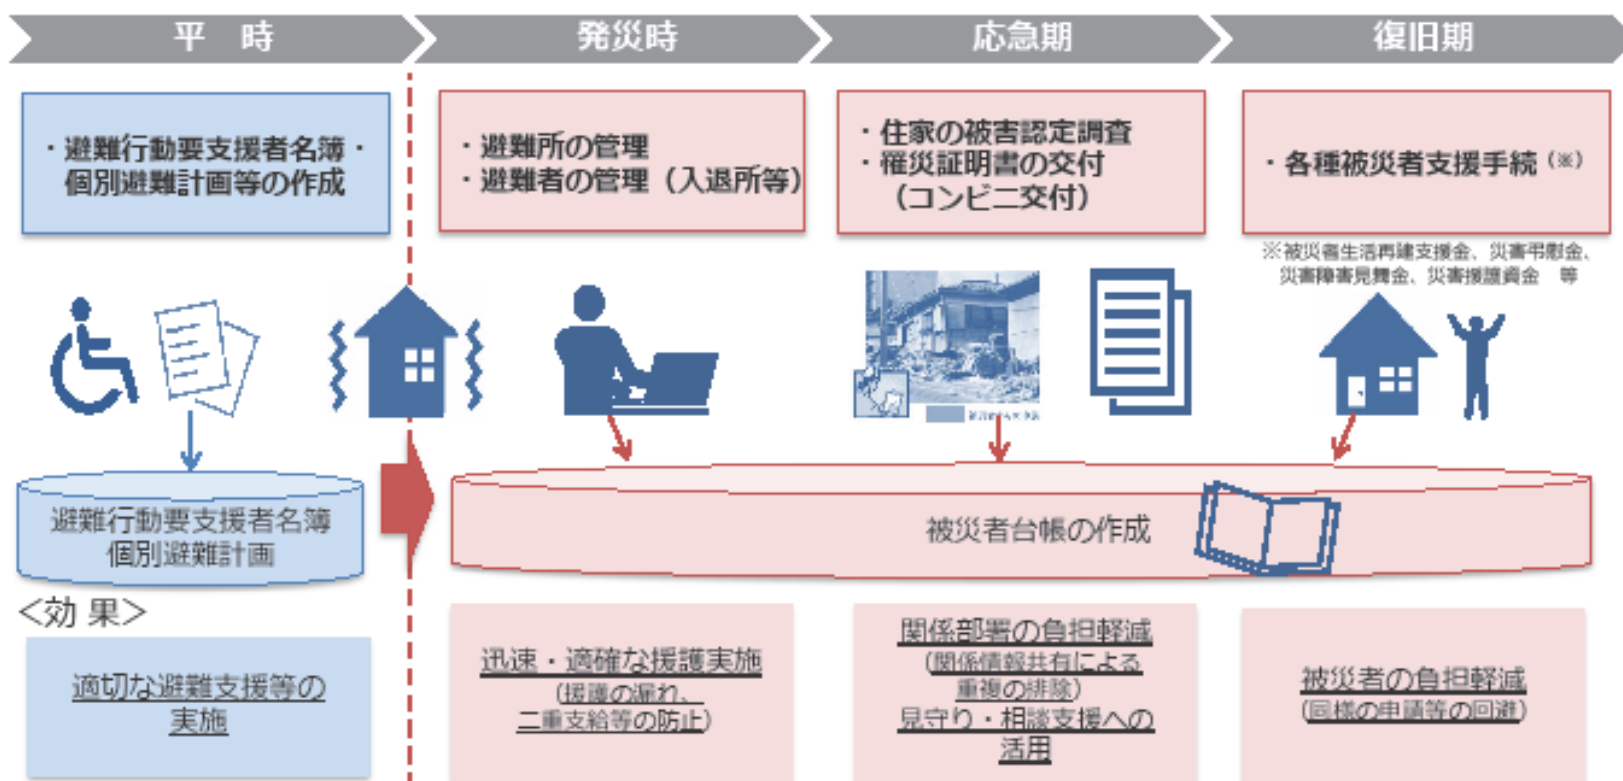 平 時
発災時
応急期
復旧期
・避難行動要支援者名簿・
個別避難計画等の作成
・避難所の管理
・避難者の管理（入退所等）
・住家の被害認定調査
・罹災証明書の交付
（コンビニ交付）
・各種被災者支援手続（※）
※被災者生活再建支援金、災害弔慰金、
災害障害見舞金、災害援護資金 等
避難行動要支援者名簿
個別避難計画
被災者台帳の作成
＜効 果＞
適切な避難支援等の
実施
迅速・適確な援護実施
（援護の漏れ、
二重支給等の防止）
関係部署の負担軽減
（関係情報共有による
重複の排除）
見守り・相談支援への
活用
被災者の負担軽減
（同様の申請等の回避）